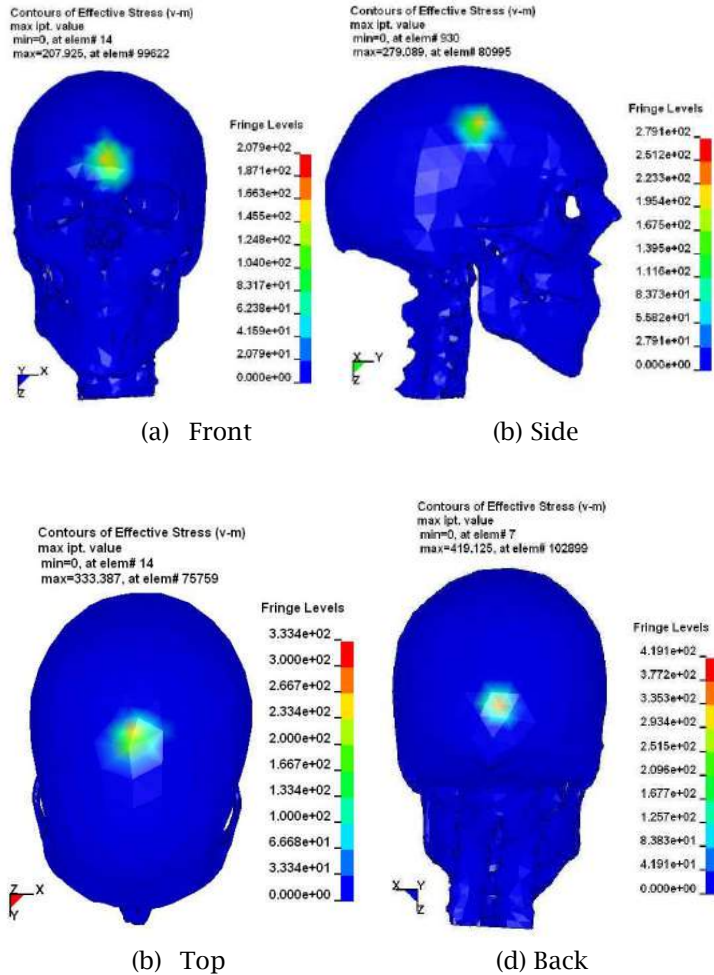 Contours of Effective Stress (v-m)
max ipt. value
min=0, at elem# 14
max=207.925, at elem# 99622
Fringe Levels
2.079e+02
1.871e+02
1.663e+02
1.455e+02
1.248e+02
1.040e+02
8.317e+01
6.238e+01
4.159e+01
2.079e+01
0.000e+00
Y X
Z
(a) Front
Contours of Effective Stress (v-m)
max ipt. value
min=0, at elem# 930
max=279.089, at elem# 80995
Fringe Levels
2.791e+02
2.512e+02
2.233e+02
1.954e+02
1.675e+02
1.395e+02
1.116e+02
8.373e+01
5.582e+01
2.791e+01
0.000e+00
X Y
Z
(b) Side
Contours of Effective Stress (v-m)
max ipt. value
min=0, at elem# 14
max=333.387, at elem# 75759
Fringe Levels
3.334e+02
3.000e+02
2.667e+02
2.334e+02
2.000e+02
1.667e+02
1.334e+02
1.000e+02
6.668e+01
3.334e+01
0.000e+00
Z X
Y
(b) Top
Contours of Effective Stress (v-m)
max ipt. value
min=0, at elem# 7
max=419.125, at elem# 102899
Fringe Levels
4.191e+02
3.772e+02
3.353e+02
2.934e+02
2.515e+02
2.096e+02
1.677e+02
1.257e+02
8.383e+01
4.191e+01
0.000e+00
X Y
Z
(d) Back